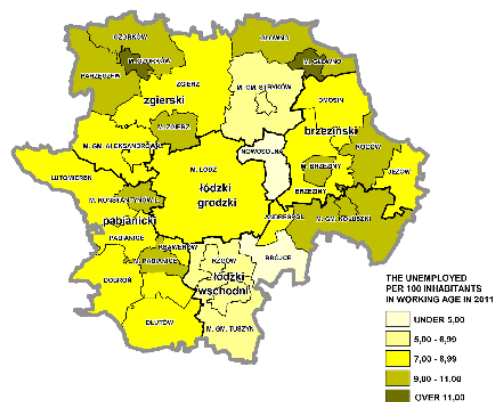 OZORKÓW
M. OZORKÓW
PARZĘCZEW
GŁOWNO
M. GŁOWNO
ZGIERZ
zgierski
M. GM. STRYKÓW
DMOSIN
brzeziński
M. ZGIERZ
M. GM. ALEKSANDRÓW Ł.
NOWOSOLNA
ROGÓW
M. BRZEZINY
JEŻÓW
LUTOMIERSK
M. ŁÓDŹ
łódzki
grodzki
BRZEZINY
M. KONSTANTYNÓW Ł.
pabianicki
ANDRESPOL
M. GM. KOLUSZKI
PABIANICE
KSAWERÓW
M. PABIANICE
RZGÓW
BRÓJCE
łódzki
wschodni
DOBROŃ
DŁUTÓW
M. GM. TUSZYN
THE UNEMPLOYED
PER 100 INHABITANTS
IN WORKING AGE IN 2011
UNDER 5,00
5,00 - 6,99
7,00 - 8,99
9,00 - 11,00
OVER 11,00